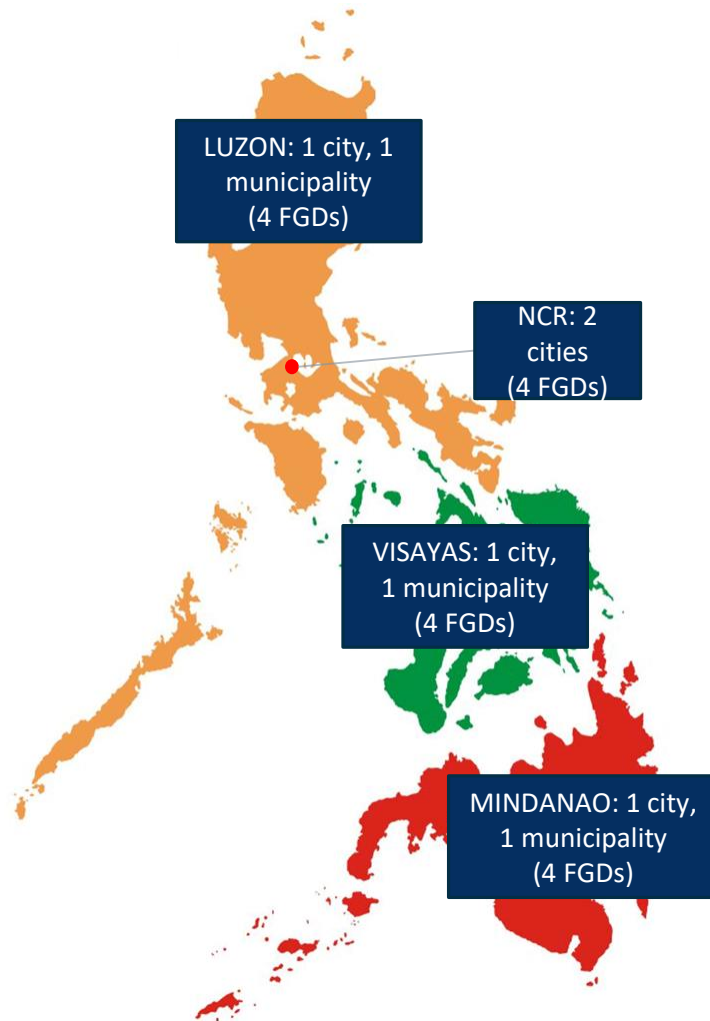 LUZON: 1 city, 1
municipality
(4 FGDs)
NCR: 2
cities
(4 FGDs)
VISAYAS: 1 city,
1 municipality
(4 FGDs)
MINDANAO: 1 city,
1 municipality
(4 FGDs)